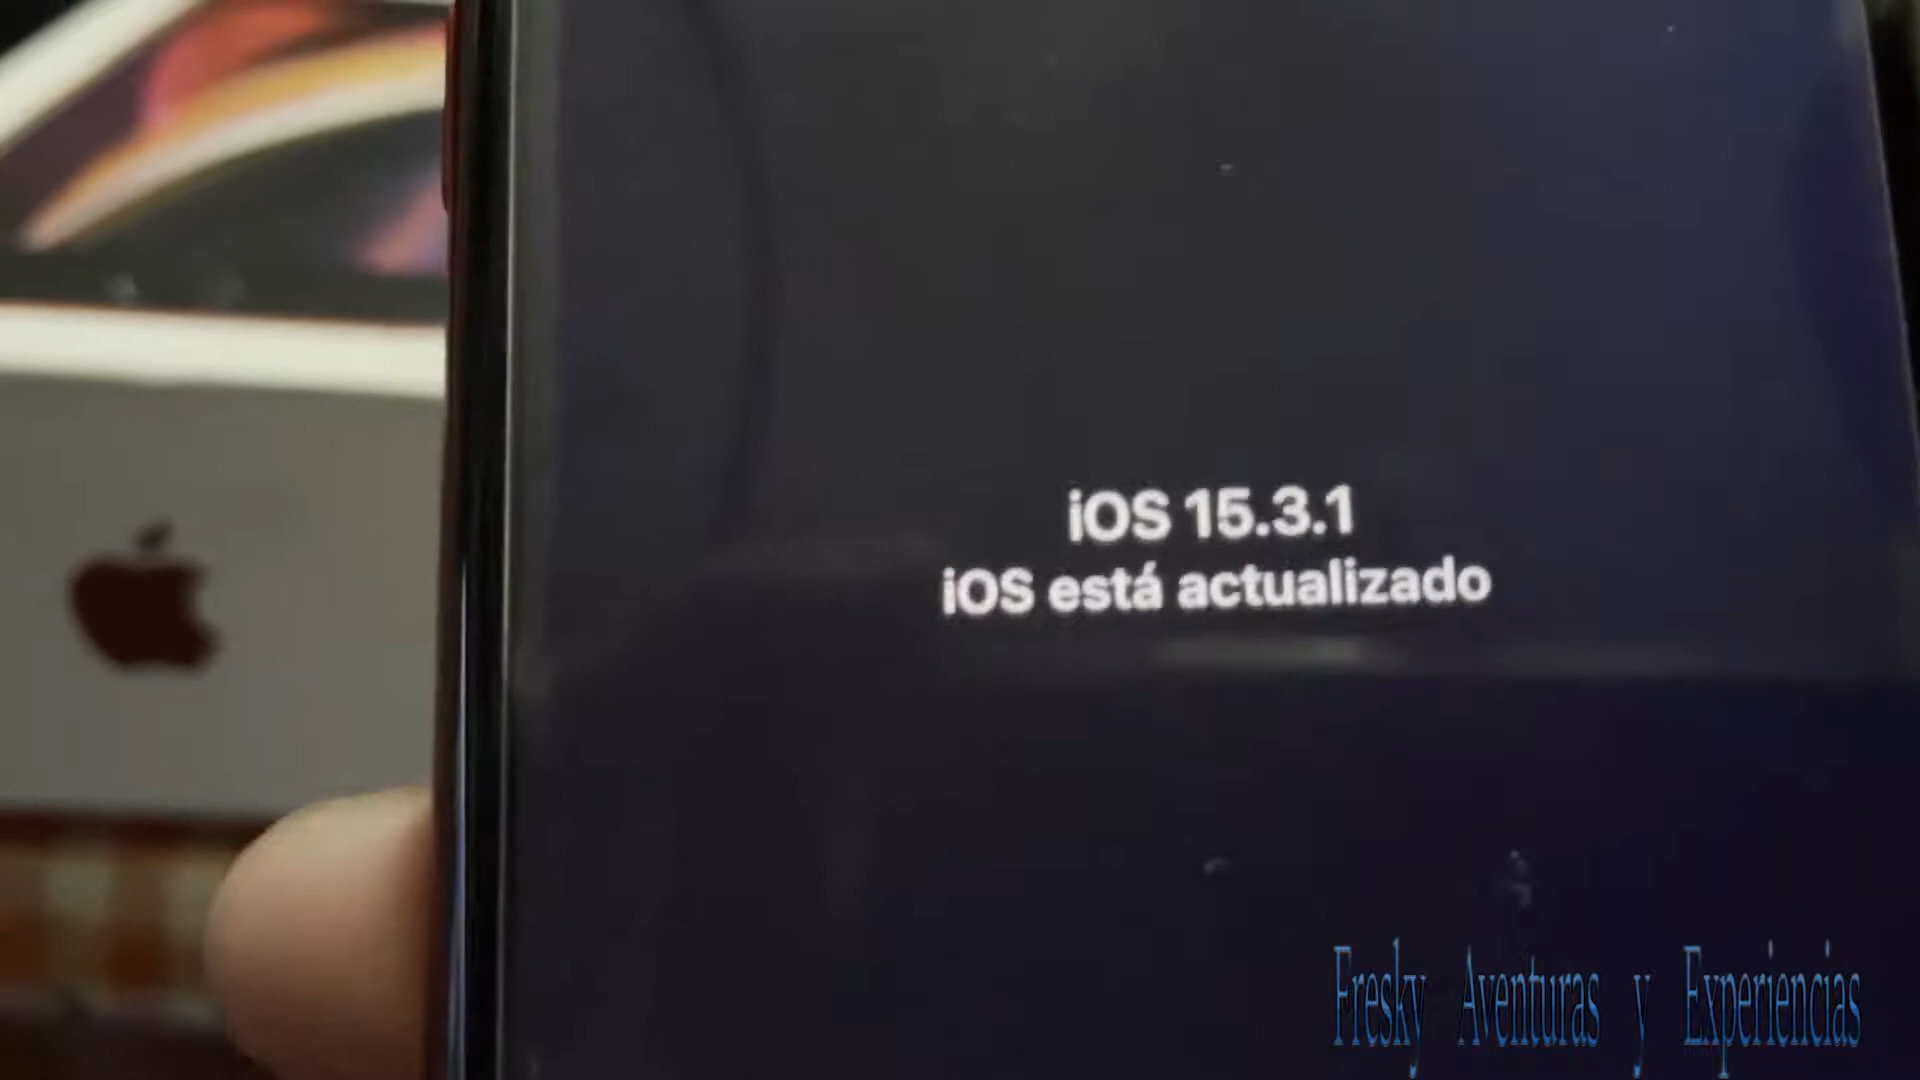 iOS 15.3.1
iOS está actualizado
Fresky Aventuras y Experiencias